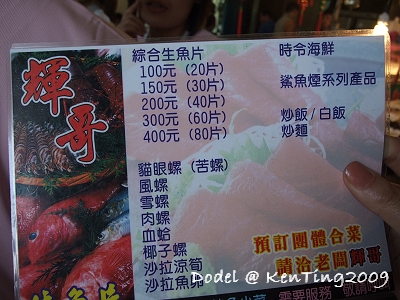 輝哥
綜合生魚片
100元 (20片)
150元 (30片)
200元 (40片)
300元 (60片)
400元 (80片)
貓眼螺 (苦螺)
風螺
雪螺
肉螺
血蛤
椰子螺
沙拉涼筍
沙拉魚卵
時令海鮮
鯊魚煙系列產品
炒飯/白飯
炒麵
預訂團體合菜
請洽老闆輝哥
需要服務
Dodel @ KenTing2009